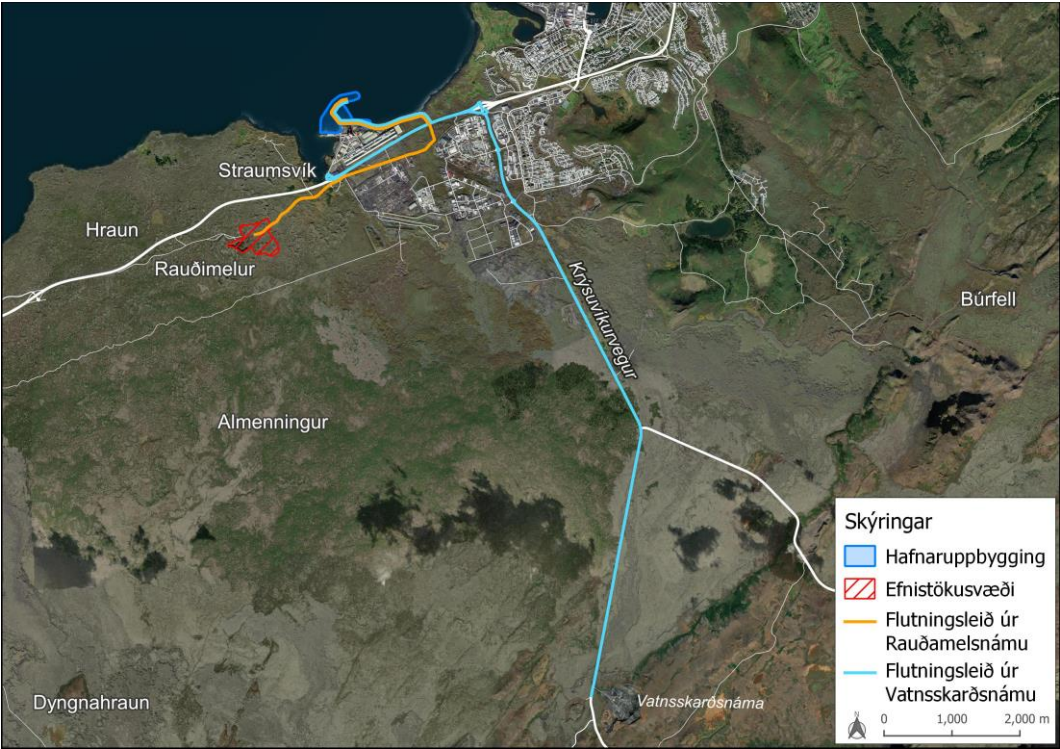 Straumsvík
Hraun
Rauðimelur
Krýsuvíkurvegur
Búrfell
Almenningur
Dyngnahraun
Vatnsskarðsnáma
Skýringar
Hafnaruppbygging
Efnistökusvæði
Flutningsleið úr
Rauðamelsnámu
Flutningsleið úr
Vatnsskarðsnámu
N
0 1,000 2,000 m